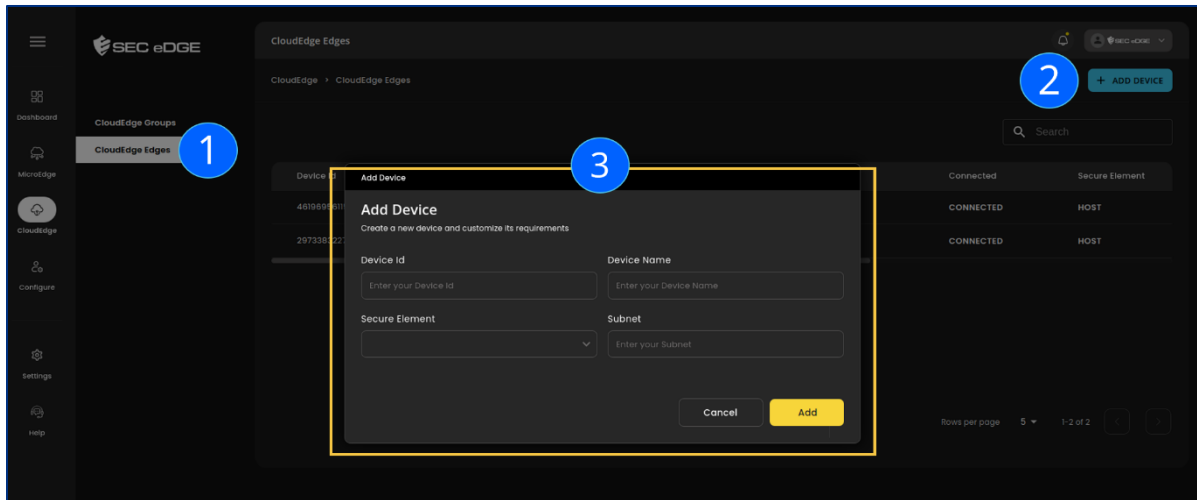 SEC eDGE
CloudEdge Edges
SEC eDGE
CloudEdge > CloudEdge Edges
2
+ ADD DEVICE
Dashboard
CloudEdge Groups
CloudEdge Edges
1
Search
MicroEdge
CloudEdge
Configure
Settings
Help
3
Device Id
Connected
Secure Element
CONNECTED
HOST
CONNECTED
HOST
Add Device
Add Device
Create a new device and customize its requirements
Device Id
Device Name
Enter your Device Id
Enter your Device Name
Secure Element
Subnet
Enter your Subnet
Cancel
Add
Rows per page 5 1-2 of 2